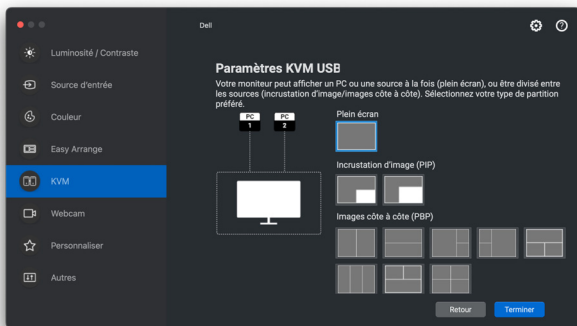 Dell
Luminosité / Contraste
Source d'entrée
Couleur
Easy Arrange
KVM
Webcam
Personnaliser
Autres
Paramètres KVM USB
Votre moniteur peut afficher un PC ou une source à la fois (plein écran), ou être divisé entre
les sources (incrustation d'image/images côte à côte). Sélectionnez votre type de partition
préféré.
PC
1
PC
2
Plein écran
Incrustation d'image (PIP)
Images côte à côte (PBP)
Retour
Terminer